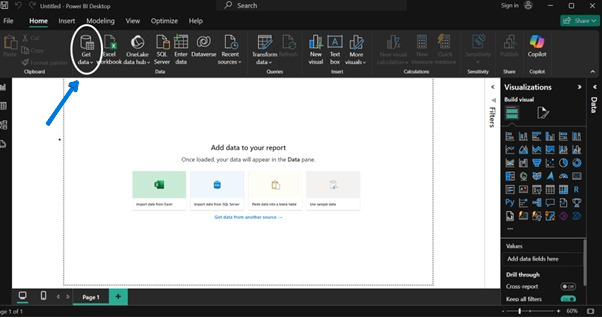 Untitled - Power BI Desktop
Search
Sign in
File Home Insert Modeling View Optimize Help
Share
Paste
Cut
Copy
Format painter
Clipboard
Get data
Excel workbook
OneLake data hub
SQL Server
Enter data
Dataverse
Recent sources
Data
Transform data
Refresh
Queries
New visual
Text box
More visuals
Insert
New visual calculation
New measure
Quick measure
Calculations
Sensitivity
Sensitivity
Publish
Share
Copilot
Copilot
Add data to your report
Once loaded, your data will appear in the Data pane.
Import data from Excel
Import data from SQL Server
Paste data into a blank table
Use sample data
Get data from another source →
Filters
Visualizations
Build visual
Data
R
Py
Values
Add data fields here
Drill through
Cross-report
Off
Keep all filters
On
Page 1
Page 1 of 1
60%